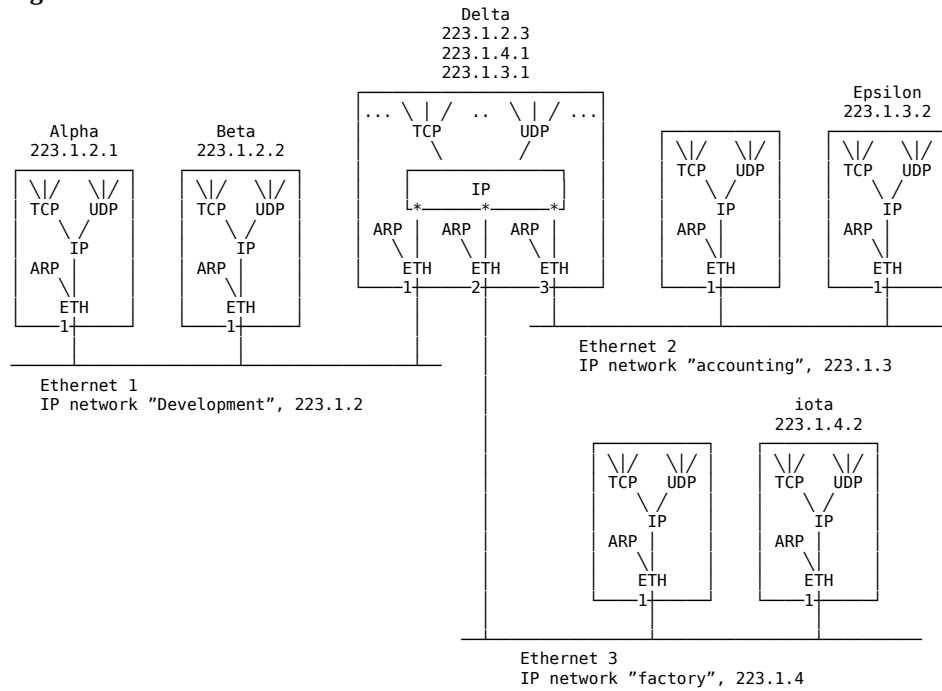 Delta
223.1.2.3
223.1.4.1
223.1.3.1
... .. ...
TCP UDP
IP
* * *
ARP ARP ARP
ETH ETH ETH
1 2 3
Alpha
223.1.2.1
TCP UDP
IP
ARP
ETH
1
Beta
223.1.2.2
TCP UDP
IP
ARP
ETH
1
TCP UDP
IP
ARP
ETH
1
Epsilon
223.1.3.2
TCP UDP
IP
ARP
ETH
1
Ethernet 2
IP network ”accounting”, 223.1.3
Ethernet 1
IP network ”Development”, 223.1.2
TCP UDP
IP
ARP
ETH
1
iota
223.1.4.2
TCP UDP
IP
ARP
ETH
1
Ethernet 3
IP network ”factory”, 223.1.4